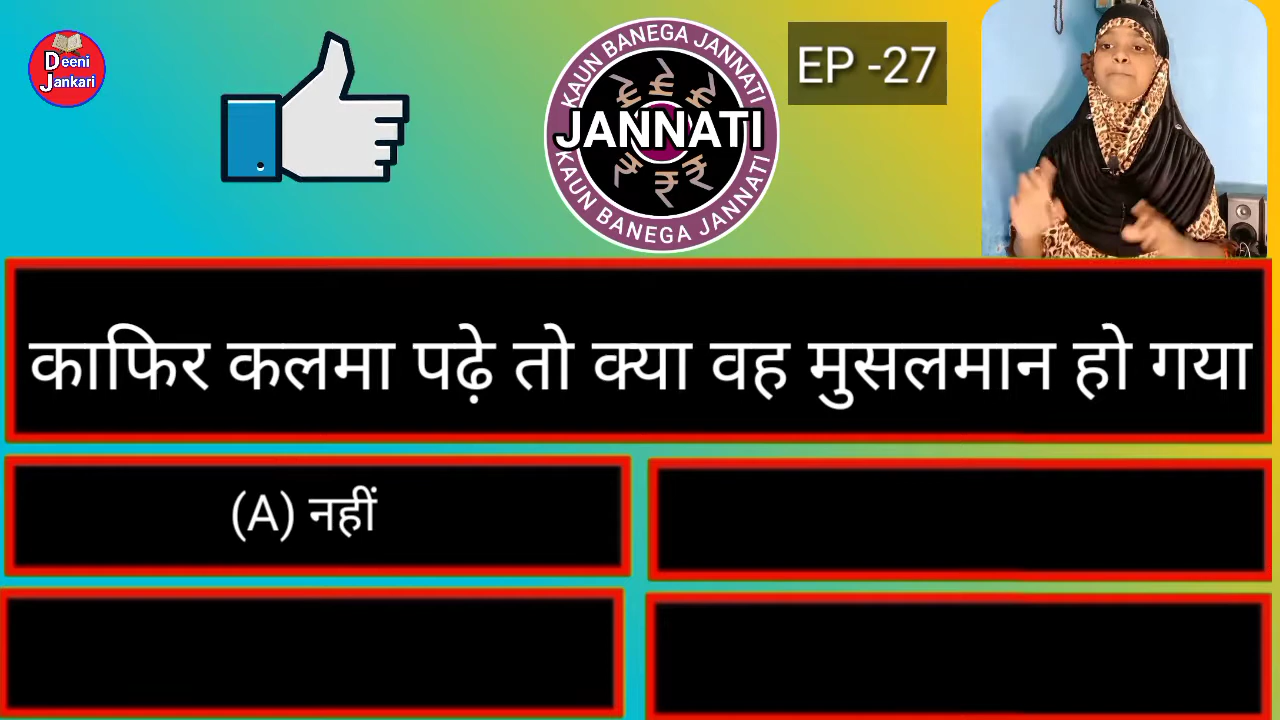 Deeni
Jankari
KAUN BANEGA JANNATI
JANNATI
KAUN BANEGA JANNATI
EP -27
काफिर कलमा पढ़े तो क्या वह मुसलमान हो गया
(A) नहीं